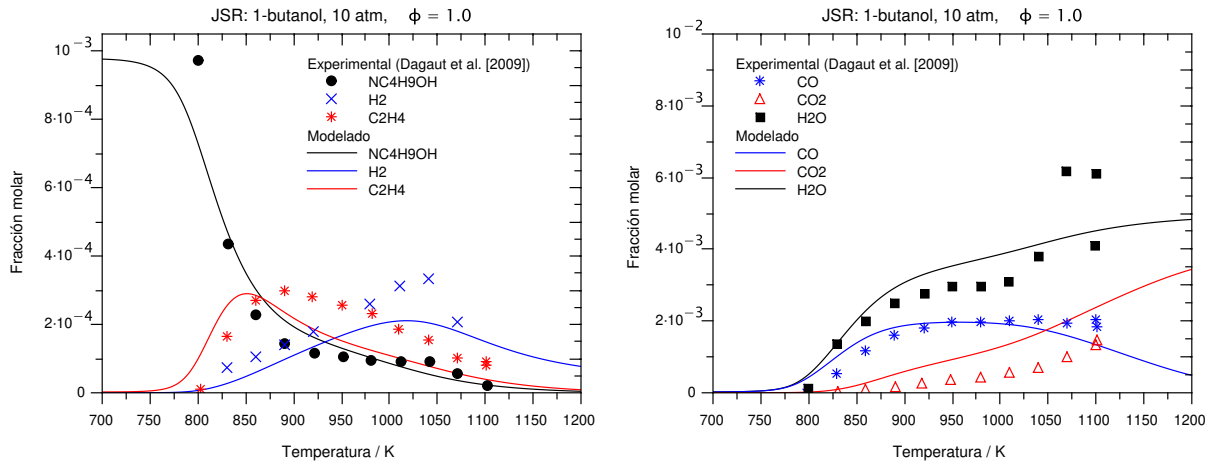 JSR: 1-butanol, 10 atm, ϕ = 1.0
10⁻³
8·10⁻⁴
6·10⁻⁴
4·10⁻⁴
2·10⁻⁴
0
Fracción molar
Experimental (Dagaut et al. [2009])
NC4H9OH
H2
C2H4
Modelado
NC4H9OH
H2
C2H4
700 750 800 850 900 950 1000 1050 1100 1150 1200
Temperatura / K
JSR: 1-butanol, 10 atm, ϕ = 1.0
10⁻²
8·10⁻³
6·10⁻³
4·10⁻³
2·10⁻³
0
Fracción molar
Experimental (Dagaut et al. [2009])
CO
CO2
H2O
Modelado
CO
CO2
H2O
700 750 800 850 900 950 1000 1050 1100 1150 1200
Temperatura / K